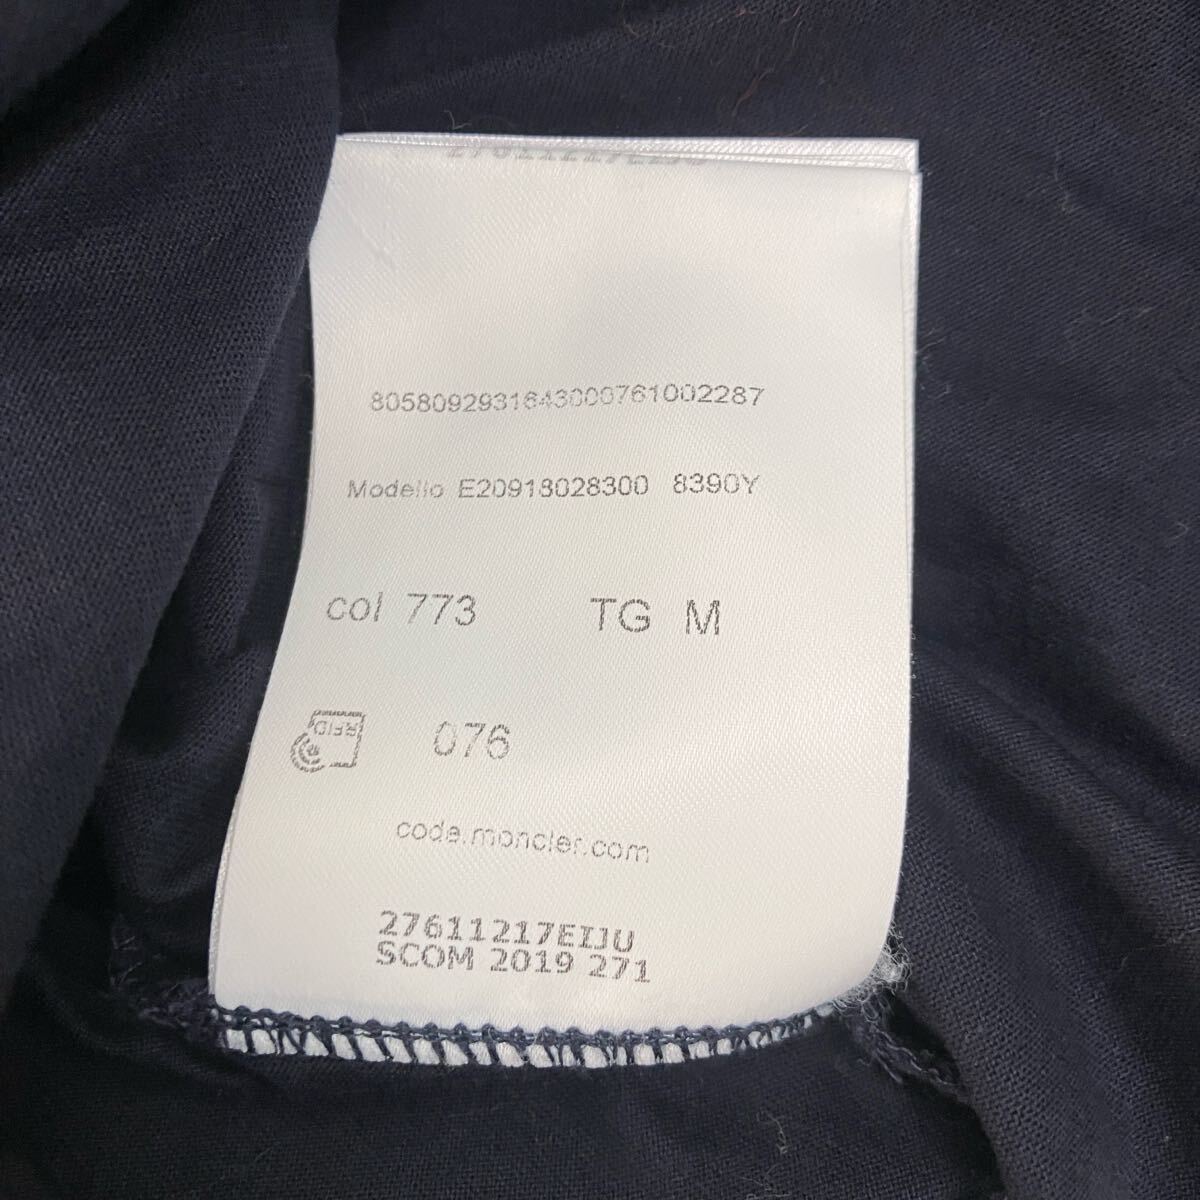 8058092931643000761002287
Modello E20918028300 8390Y
col 773 TG M
RFID 076
code.moncler.com
27611217EIJU
SCOM 2019 271